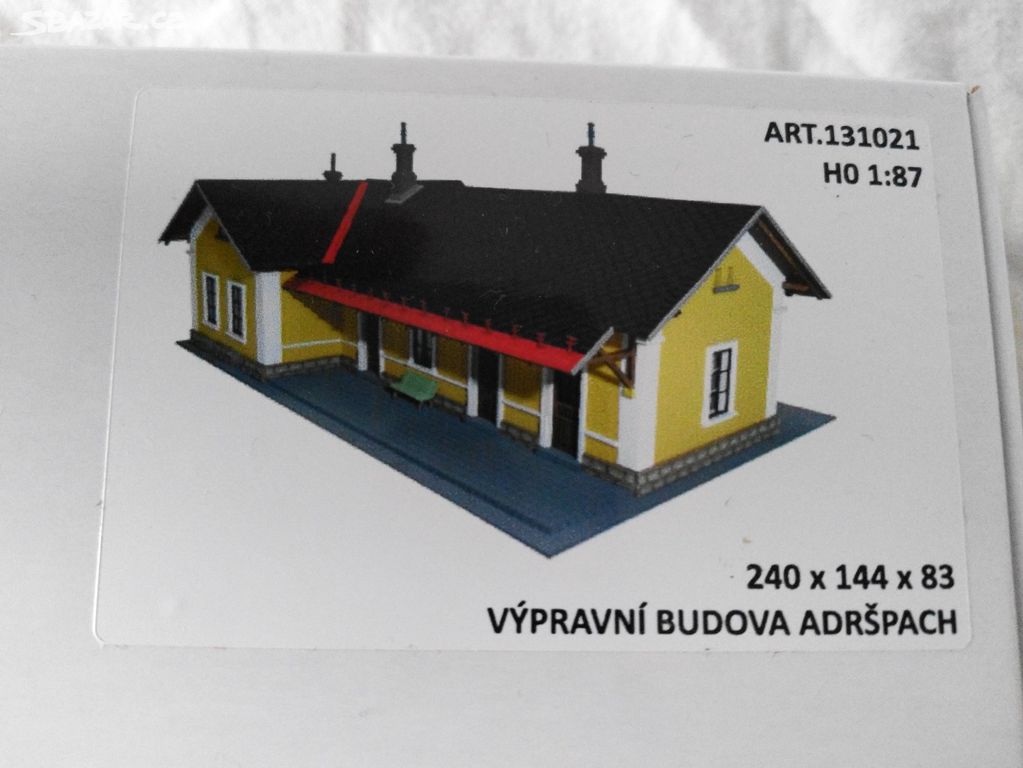 SBAZAR.CZ
ART.131021
H0 1:87
240 x 144 x 83
VÝPRAVNÍ BUDOVA ADRŠPACH